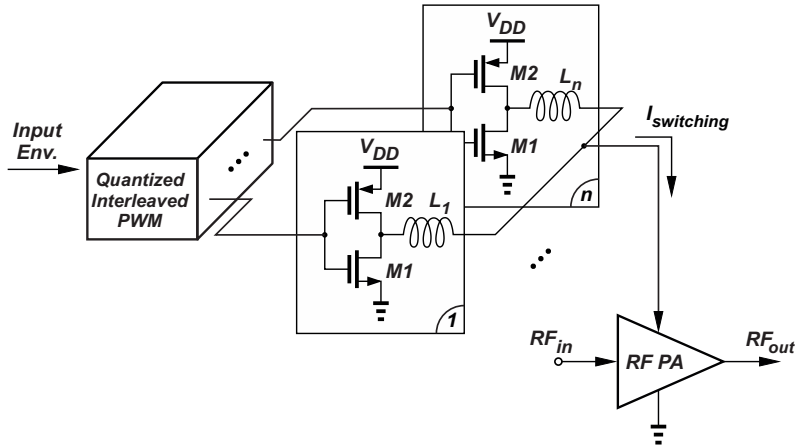 V_DD
M2
L_n
M1
I_switching
n
Input
Env.
Quantized
Interleaved
PWM
V_DD
M2
L_1
M1
1
RF_in
RF PA
RF_out